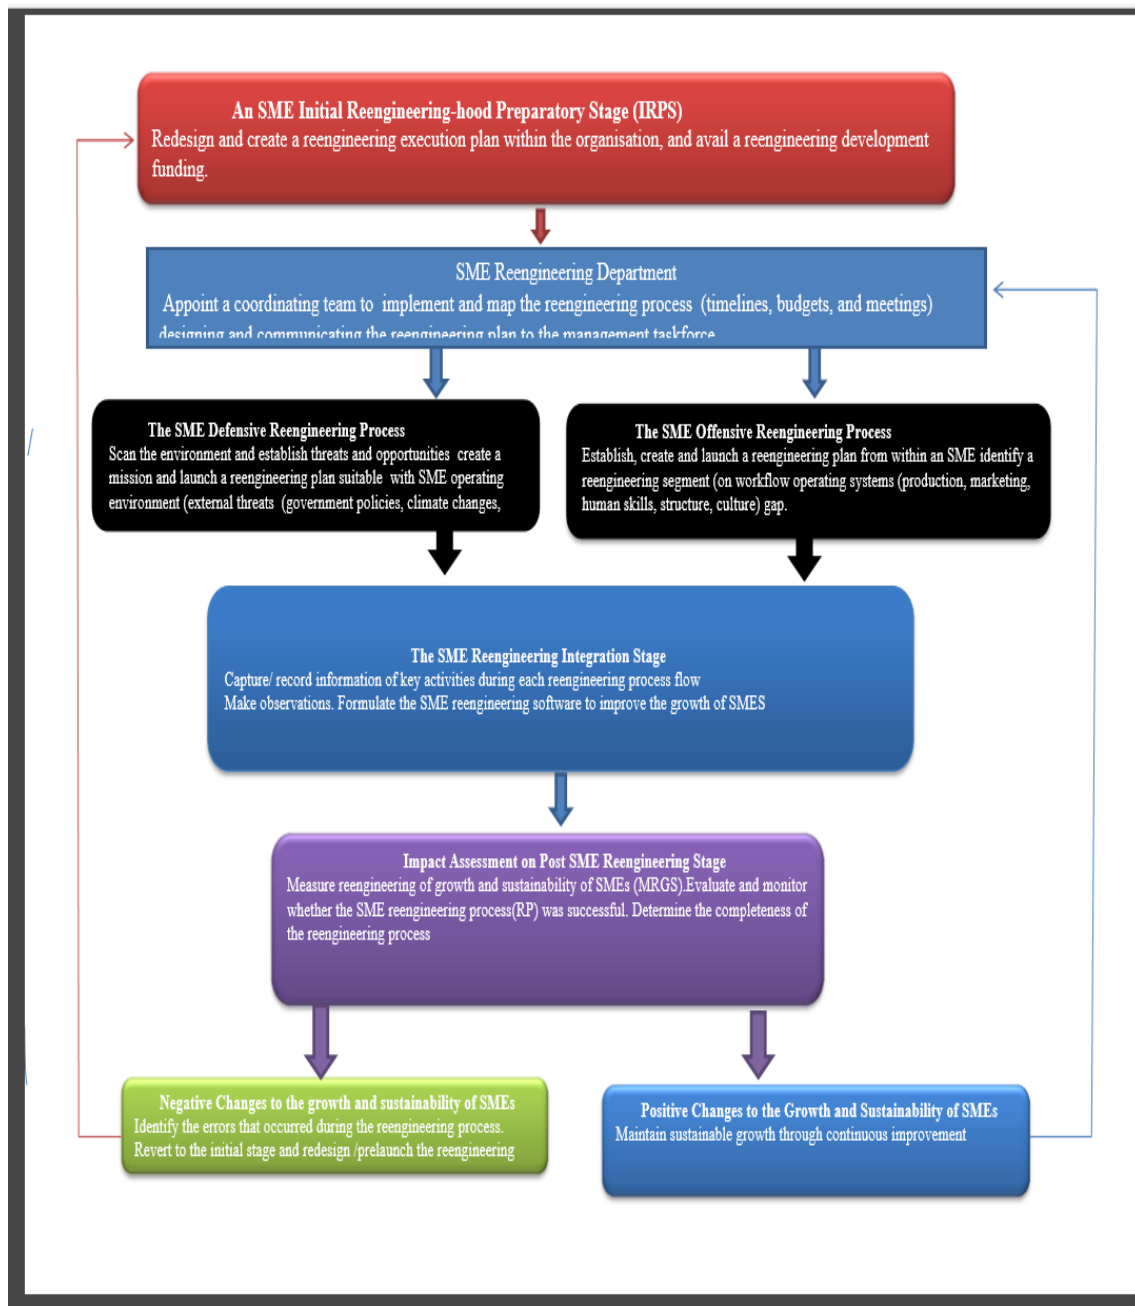 An SME Initial Reengineering-hood Preparatory Stage (IRPS)
Redesign and create a reengineering execution plan within the organisation, and avail a reengineering development
funding.
SME Reengineering Department
Appoint a coordinating team to implement and map the reengineering process (timelines, budgets, and meetings)
designing and communicating the reengineering plan to the management taskforce
The SME Defensive Reengineering Process
Scan the environment and establish threats and opportunities create a
mission and launch a reengineering plan suitable with SME operating
environment (external threats (government policies, climate changes,
The SME Offensive Reengineering Process
Establish, create and launch a reengineering plan from within an SME identify a
reengineering segment (on workflow operating systems (production, marketing,
human skills, structure, culture) gap.
The SME Reengineering Integration Stage
Capture/ record information of key activities during each reengineering process flow
Make observations. Formulate the SME reengineering software to improve the growth of SMES
Impact Assessment on Post SME Reengineering Stage
Measure reengineering of growth and sustainability of SMEs (MRGS).Evaluate and monitor
whether the SME reengineering process(RP) was successful. Determine the completeness of
the reengineering process
Negative Changes to the growth and sustainability of SMEs
Identify the errors that occurred during the reengineering process.
Revert to the initial stage and redesign /prelaunch the reengineering
Positive Changes to the Growth and Sustainability of SMEs
Maintain sustainable growth through continuous improvement